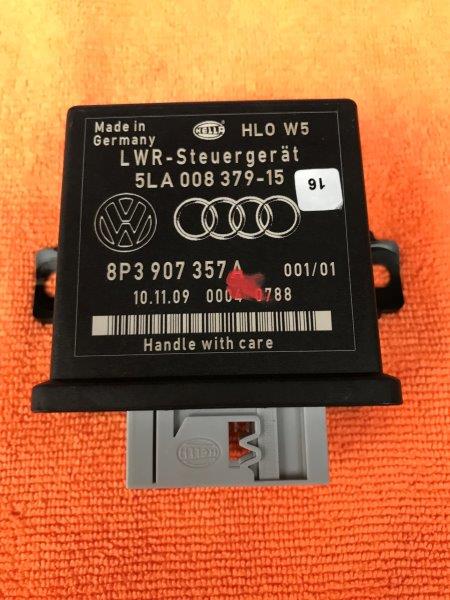 Made in
Germany
HELLA
HLO W5
LWR-Steuergerät
5LA 008 379-15
16
8P3 907 357 A
001/01
10.11.09 0004 0788
Handle with care
HELLA